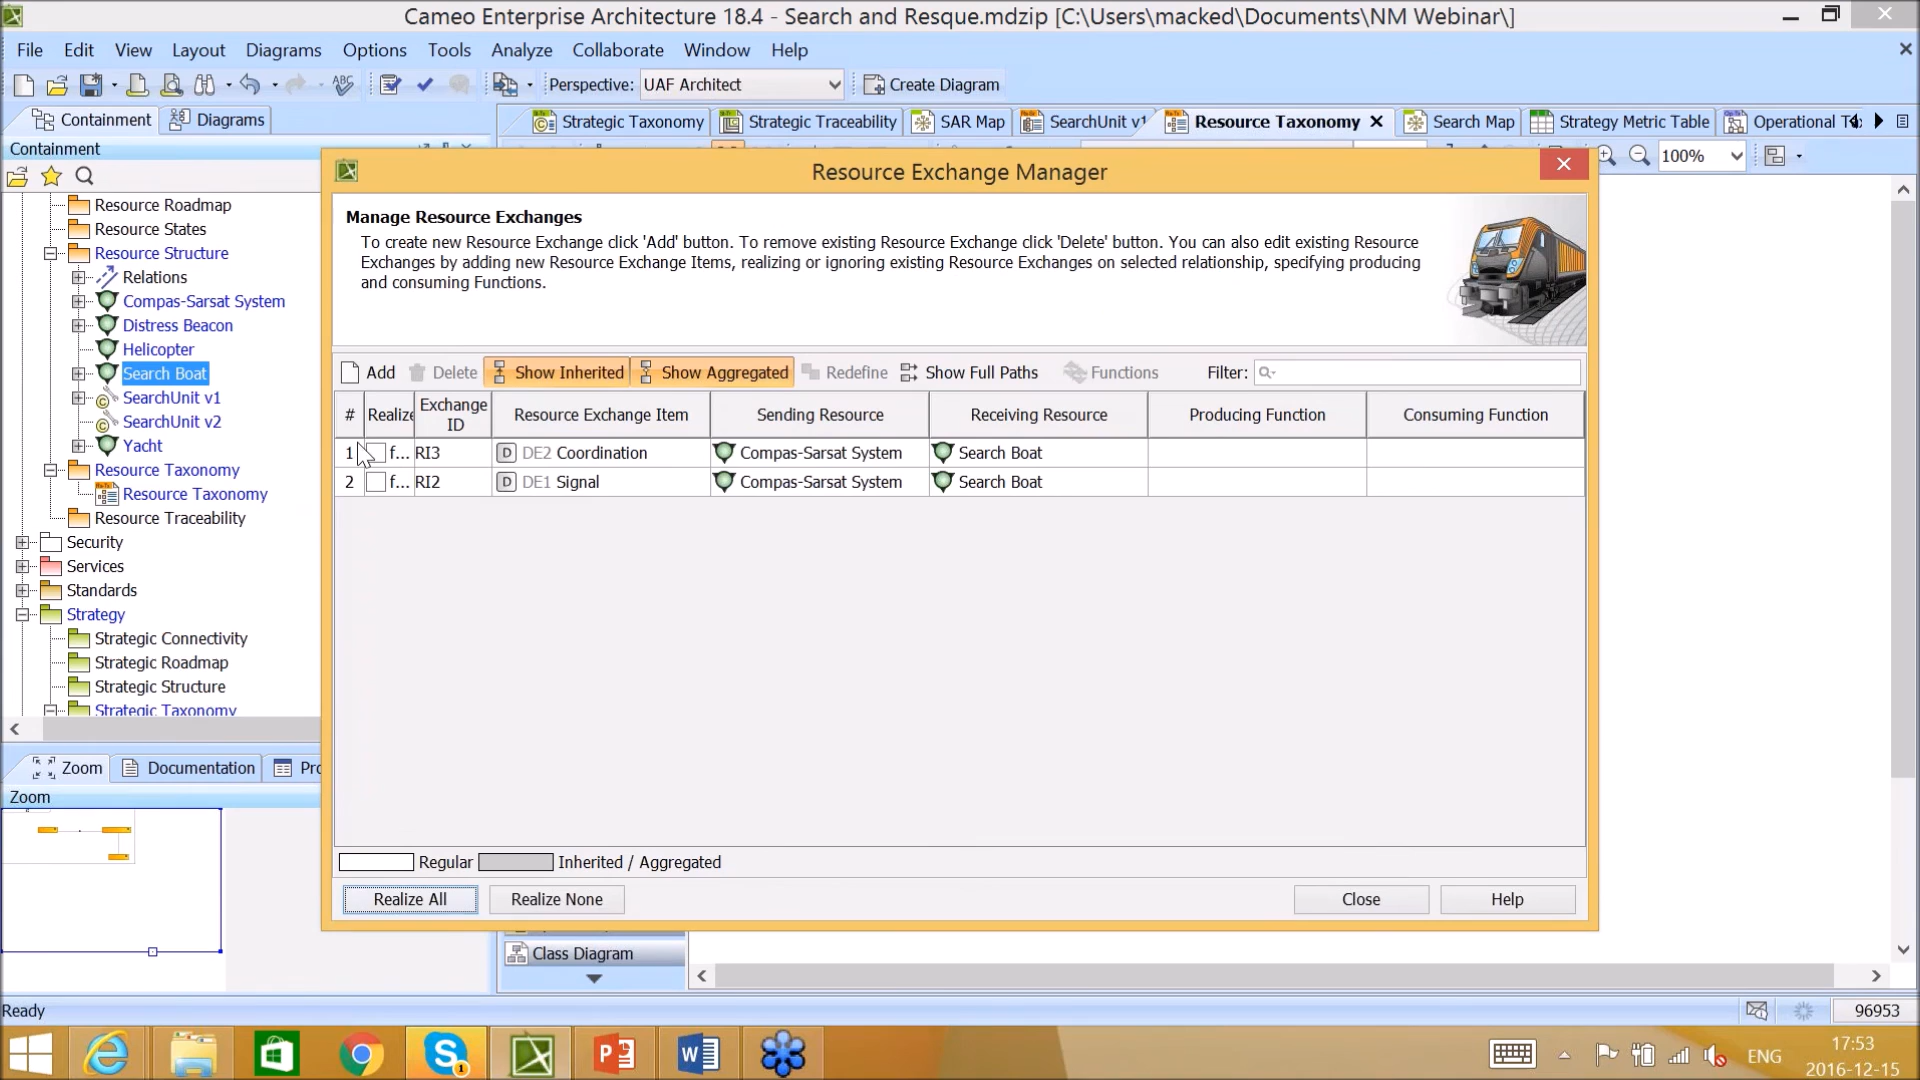 Cameo Enterprise Architecture 18.4 - Search and Resque.mdzip [C:\Users\macked\Documents\NM Webinar\]
File Edit View Layout Diagrams Options Tools Analyze Collaborate Window Help
Perspective: UAF Architect Create Diagram
Containment Diagrams Strategic Taxonomy Strategic Traceability SAR Map SearchUnit v1 Resource Taxonomy Search Map Strategy Metric Table Operational
Containment
100%
Resource Roadmap
Resource States
Resource Structure
Relations
Compas-Sarsat System
Distress Beacon
Helicopter
Search Boat
SearchUnit v1
SearchUnit v2
Yacht
Resource Taxonomy
Resource Taxonomy
Resource Traceability
Security
Services
Standards
Strategy
Strategic Connectivity
Strategic Roadmap
Strategic Structure
Strategic Taxonomy
Zoom Documentation Pro
Zoom
Resource Exchange Manager
Manage Resource Exchanges
To create new Resource Exchange click 'Add' button. To remove existing Resource Exchange click 'Delete' button. You can also edit existing Resource
Exchanges by adding new Resource Exchange Items, realizing or ignoring existing Resource Exchanges on selected relationship, specifying producing
and consuming Functions.
Add Delete Show Inherited Show Aggregated Redefine Show Full Paths Functions Filter:
# Realize Exchange ID Resource Exchange Item Sending Resource Receiving Resource Producing Function Consuming Function
1 f... RI3 D DE2 Coordination Compas-Sarsat System Search Boat
2 f... RI2 D DE1 Signal Compas-Sarsat System Search Boat
Regular Inherited / Aggregated
Realize All Realize None Close Help
Class Diagram
Ready 96953
ENG 17:53
2016-12-15